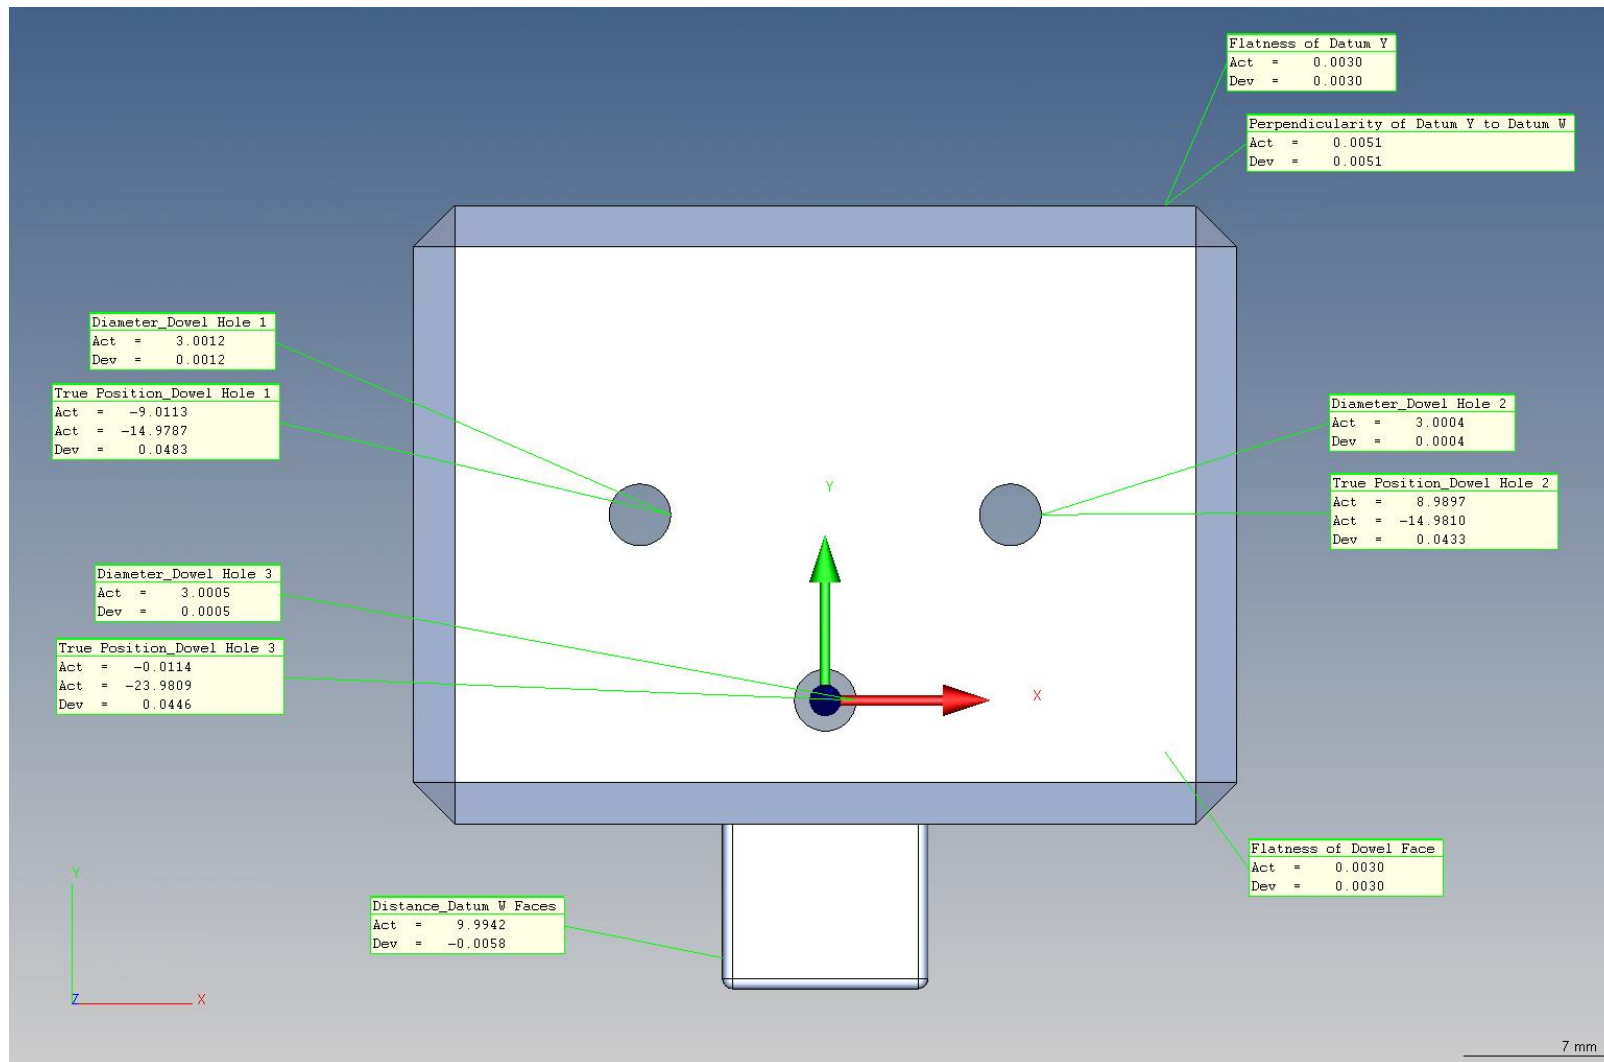 Flatness of Datum Y
Act = 0.0030
Dev = 0.0030
Perpendicularity of Datum Y to Datum W
Act = 0.0051
Dev = 0.0051
Diameter_Dowel Hole 1
Act = 3.0012
Dev = 0.0012
True Position_Dowel Hole 1
Act = -9.0113
Act = -14.9787
Dev = 0.0483
Diameter_Dowel Hole 2
Act = 3.0004
Dev = 0.0004
True Position_Dowel Hole 2
Act = 8.9897
Act = -14.9810
Dev = 0.0433
Y
Diameter_Dowel Hole 3
Act = 3.0005
Dev = 0.0005
True Position_Dowel Hole 3
Act = -0.0114
Act = -23.9809
Dev = 0.0446
X
Flatness of Dowel Face
Act = 0.0030
Dev = 0.0030
Distance_Datum W Faces
Act = 9.9942
Dev = -0.0058
Y
Z
X
7 mm